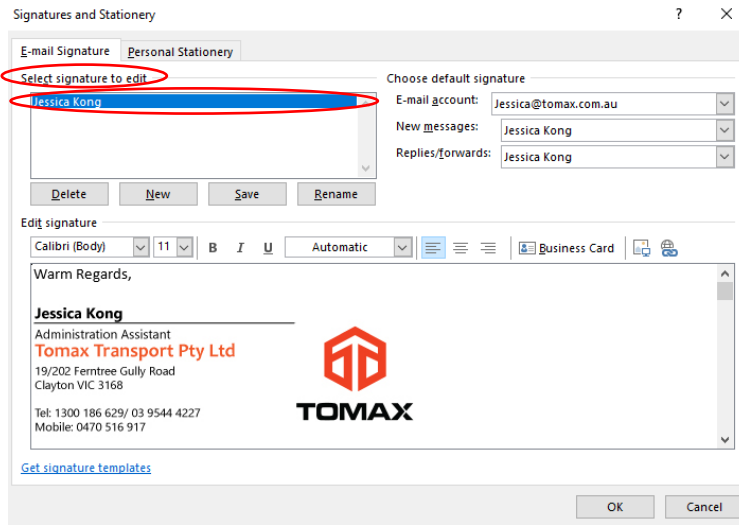 Signatures and Stationery ? ×
E-mail Signature Personal Stationery
Select signature to edit
Jessica Kong
Delete New Save Rename
Choose default signature
E-mail account: Jessica@tomax.com.au
New messages: Jessica Kong
Replies/forwards: Jessica Kong
Edit signature
Calibri (Body) 11 B I U Automatic Business Card
Warm Regards,
Jessica Kong
Administration Assistant
Tomax Transport Pty Ltd
19/202 Ferntree Gully Road
Clayton VIC 3168
Tel: 1300 186 629/ 03 9544 4227
Mobile: 0470 516 917
TOMAX
Get signature templates
OK Cancel